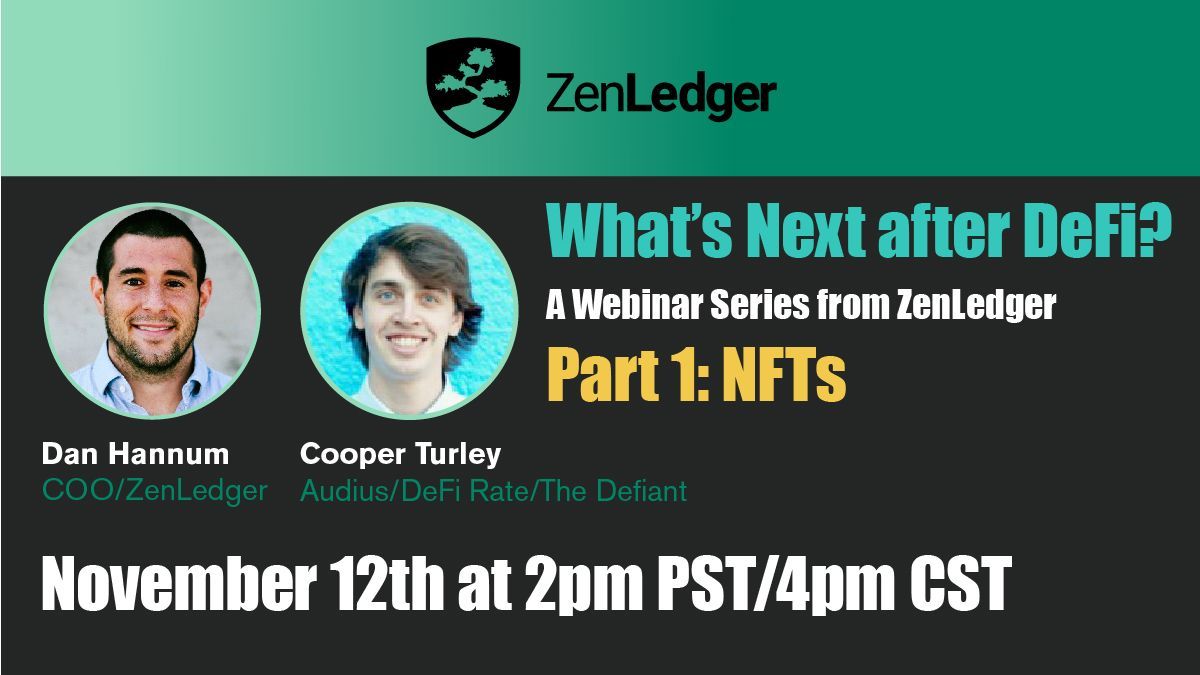 ZenLedger
What's Next after DeFi?
A Webinar Series from ZenLedger
Part 1: NFTs
Dan Hannum
COO/ZenLedger
Cooper Turley
Audius/DeFi Rate/The Defiant
November 12th at 2pm PST/4pm CST